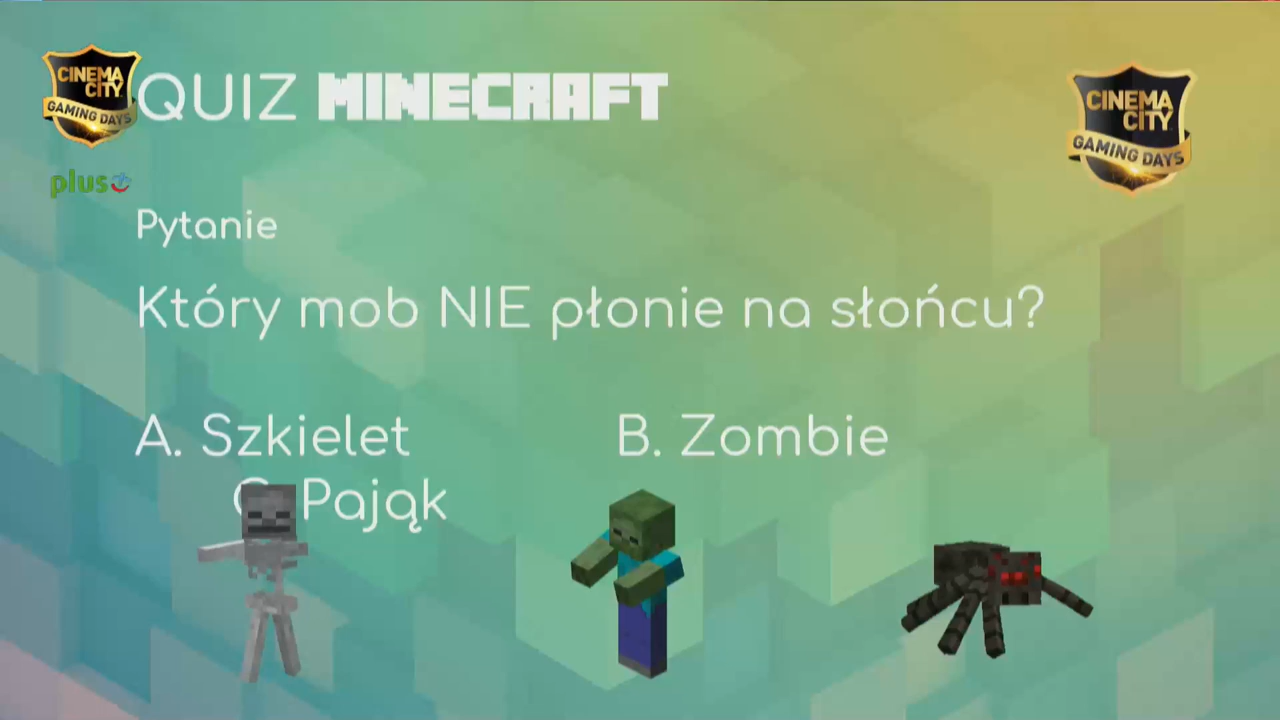 CINEMA
CITY
GAMING DAYS
QUIZ MINECRAFT
CINEMA
CITY
GAMING DAYS
plus
Pytanie
Który mob NIE płonie na słońcu?
A. Szkielet B. Zombie
C. Pająk